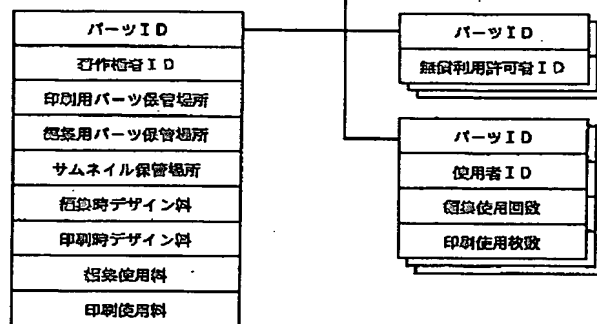 パーツID
著作権者ID
印刷用パーツ保管場所
編集用パーツ保管場所
サムネイル保管場所
編集時デザイン料
印刷時デザイン料
編集使用料
印刷使用料
パーツID
無償利用許可者ID
パーツID
使用者ID
編集使用回数
印刷使用枚数